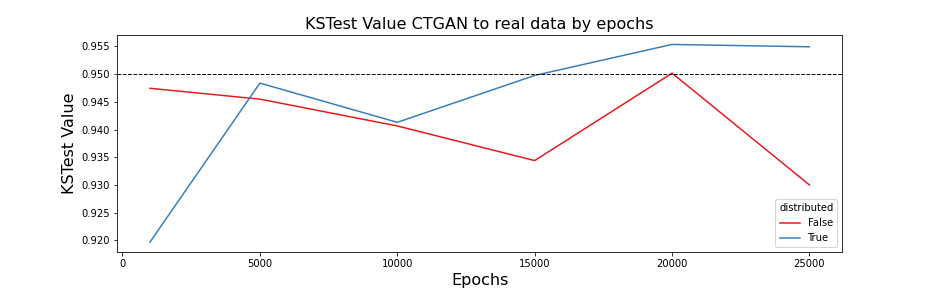 KSTest Value CTGAN to real data by epochs
KSTest Value
0.955
0.950
0.945
0.940
0.935
0.930
0.925
0.920
distributed
False
True
0 5000 10000 15000 20000 25000
Epochs